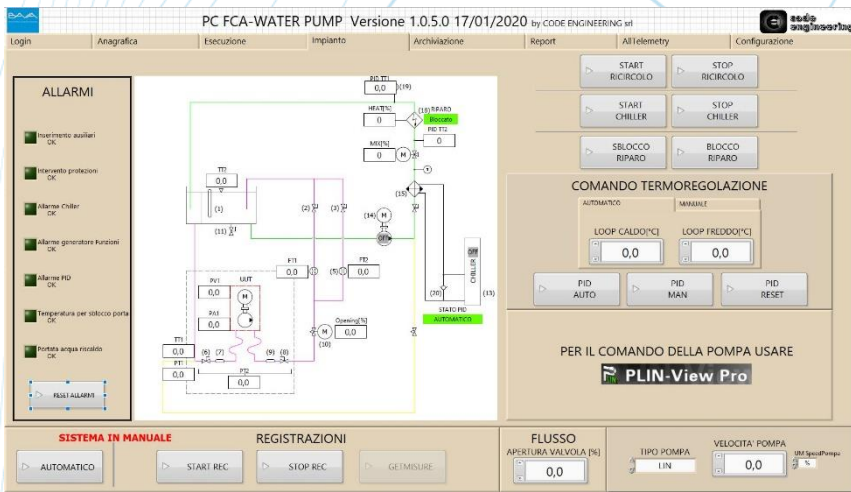 PC FCA-WATER PUMP Versione 1.0.5.0 17/01/2020 by CODE ENGINEERING srl
code
engineering
Login
Anagrafica
Esecuzione
Impianto
Archiviazione
Report
AllTelemetry
Configurazione
ALLARMI
Inserimento ausiliari
OK
Intervento protezioni
OK
Allarme Chiller
OK
Allarme generatore Funzioni
OK
Allarme PID
OK
Temperatura per sblocco porta
OK
Portata acqua riscaldo
OK
RESET ALLARMI
PID TT1
0,0
(19)
HEAT[%]
0
(18)
RIPARO
Bloccato
PID TT2
0
MIX[%]
0
M
TT2
0,0
(1)
(2)
(3)
(14)
M
OFF
(15)
(11)
FT1
0,0
(5)
FT2
0,0
OFF
CHILLER
(20)
(13)
STATO PID
AUTOMATICO
PV1
0,0
UUT
M
PA1
0,0
Opening[%]
M
0,0
(10)
TT1
0,0
PT1
0,0
(6)
(7)
(9)
(8)
PT2
0,0
START
RICIRCOLO
STOP
RICIRCOLO
START
CHILLER
STOP
CHILLER
SBLOCCO
RIPARO
BLOCCO
RIPARO
COMANDO TERMOREGOLAZIONE
AUTOMATICO
MANUALE
LOOP CALDO[°C]
0,0
LOOP FREDDO[°C]
0,0
PID
AUTO
PID
MAN
PID
RESET
PER IL COMANDO DELLA POMPA USARE
PLIN-View Pro
SISTEMA IN MANUALE
AUTOMATICO
REGISTRAZIONI
START REC
STOP REC
GETMISURE
FLUSSO
APERTURA VALVOLA [%]
0,0
TIPO POMPA
LIN
VELOCITA' POMPA
0,0
UM SpeedPompa
%